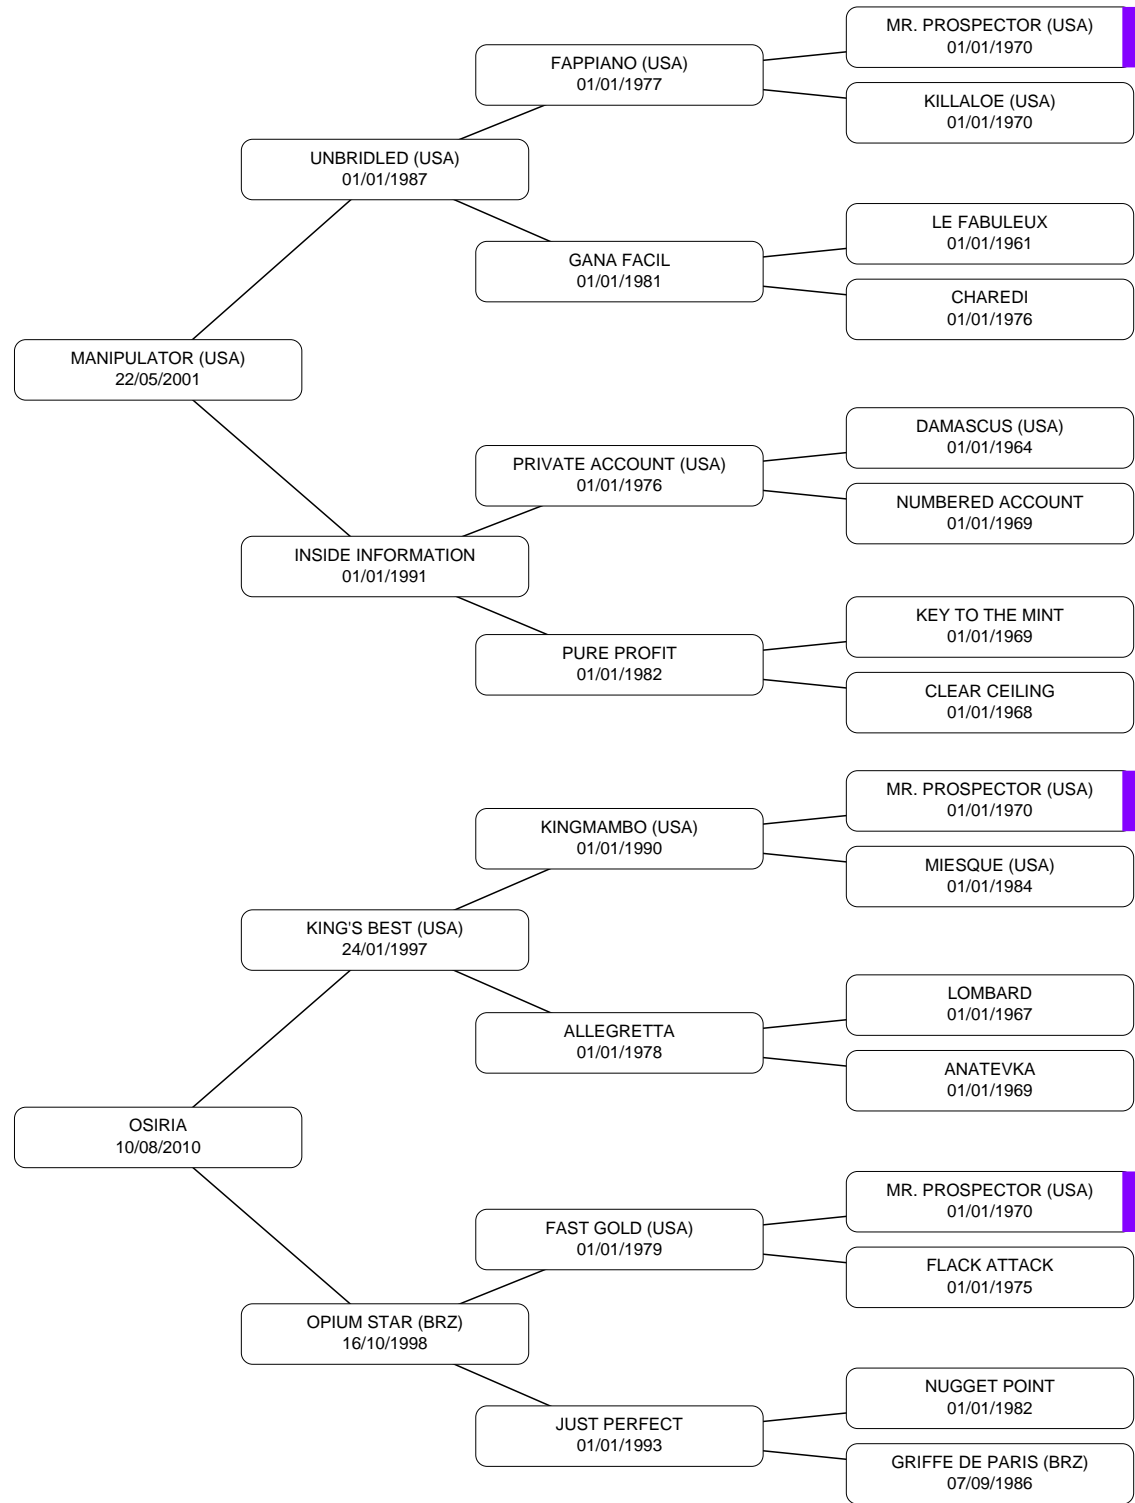 MR. PROSPECTOR (USA)
01/01/1970
FAPPIANO (USA)
01/01/1977
KILLALOE (USA)
01/01/1970
UNBRIDLED (USA)
01/01/1987
LE FABULEUX
01/01/1961
GANA FACIL
01/01/1981
CHAREDI
01/01/1976
MANIPULATOR (USA)
22/05/2001
DAMASCUS (USA)
01/01/1964
PRIVATE ACCOUNT (USA)
01/01/1976
NUMBERED ACCOUNT
01/01/1969
INSIDE INFORMATION
01/01/1991
KEY TO THE MINT
01/01/1969
PURE PROFIT
01/01/1982
CLEAR CEILING
01/01/1968
MR. PROSPECTOR (USA)
01/01/1970
KINGMAMBO (USA)
01/01/1990
MIESQUE (USA)
01/01/1984
KING'S BEST (USA)
24/01/1997
LOMBARD
01/01/1967
ALLEGRETTA
01/01/1978
ANATEVKA
01/01/1969
OSIRIA
10/08/2010
MR. PROSPECTOR (USA)
01/01/1970
FAST GOLD (USA)
01/01/1979
FLACK ATTACK
01/01/1975
OPIUM STAR (BRZ)
16/10/1998
NUGGET POINT
01/01/1982
JUST PERFECT
01/01/1993
GRIFFE DE PARIS (BRZ)
07/09/1986